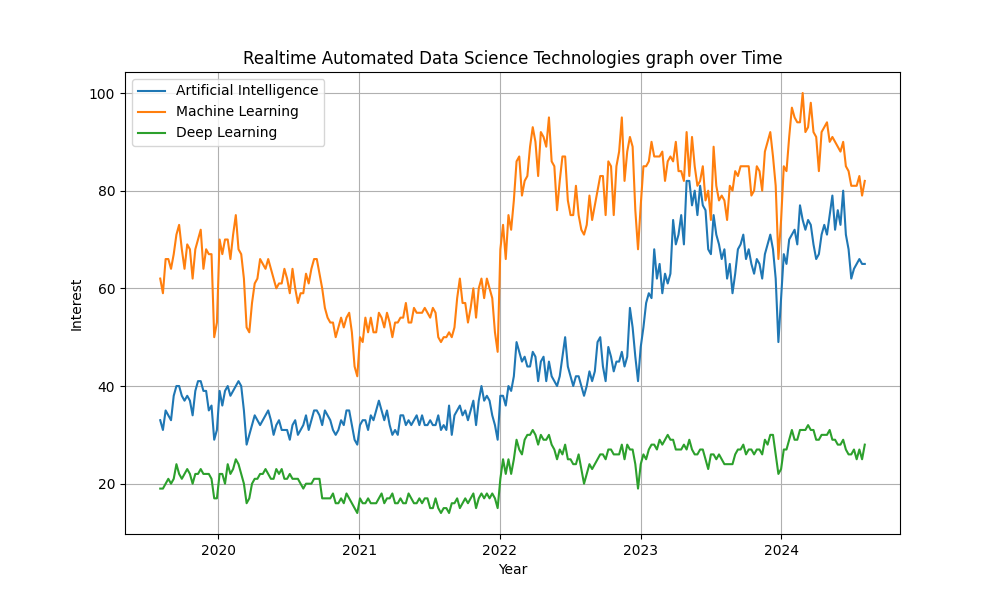 Realtime Automated Data Science Technologies graph over Time
Artificial Intelligence
Machine Learning
Deep Learning
100
80
60
40
20
Interest
2020 2021 2022 2023 2024
Year